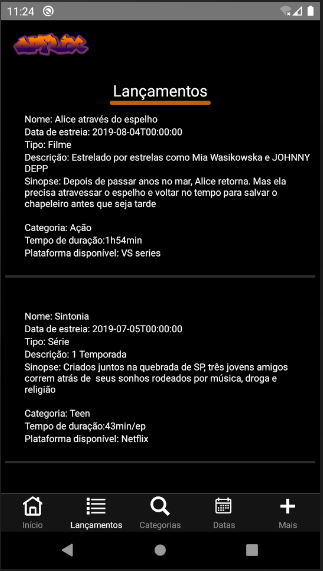 11:24
OPFLIX
Lançamentos
Nome: Alice através do espelho
Data de estreia: 2019-08-04T00:00:00
Tipo: Filme
Descrição: Estrelado por estrelas como Mia Wasikowska e JOHNNY
DEPP
Sinopse: Depois de passar anos no mar, Alice retorna. Mas ela
precisa atravessar o espelho e voltar no tempo para salvar o
chapeleiro antes que seja tarde
Categoria: Ação
Tempo de duração:1h54min
Plataforma disponível: VS series
Nome: Sintonia
Data de estreia: 2019-07-05T00:00:00
Tipo: Série
Descrição: 1 Temporada
Sinopse: Criados juntos na quebrada de SP, três jovens amigos
correm atrás de seus sonhos rodeados por música, droga e
religião
Categoria: Teen
Tempo de duração:43min/ep
Plataforma disponível: Netflix
Início
Lançamentos
Categorias
Datas
Mais